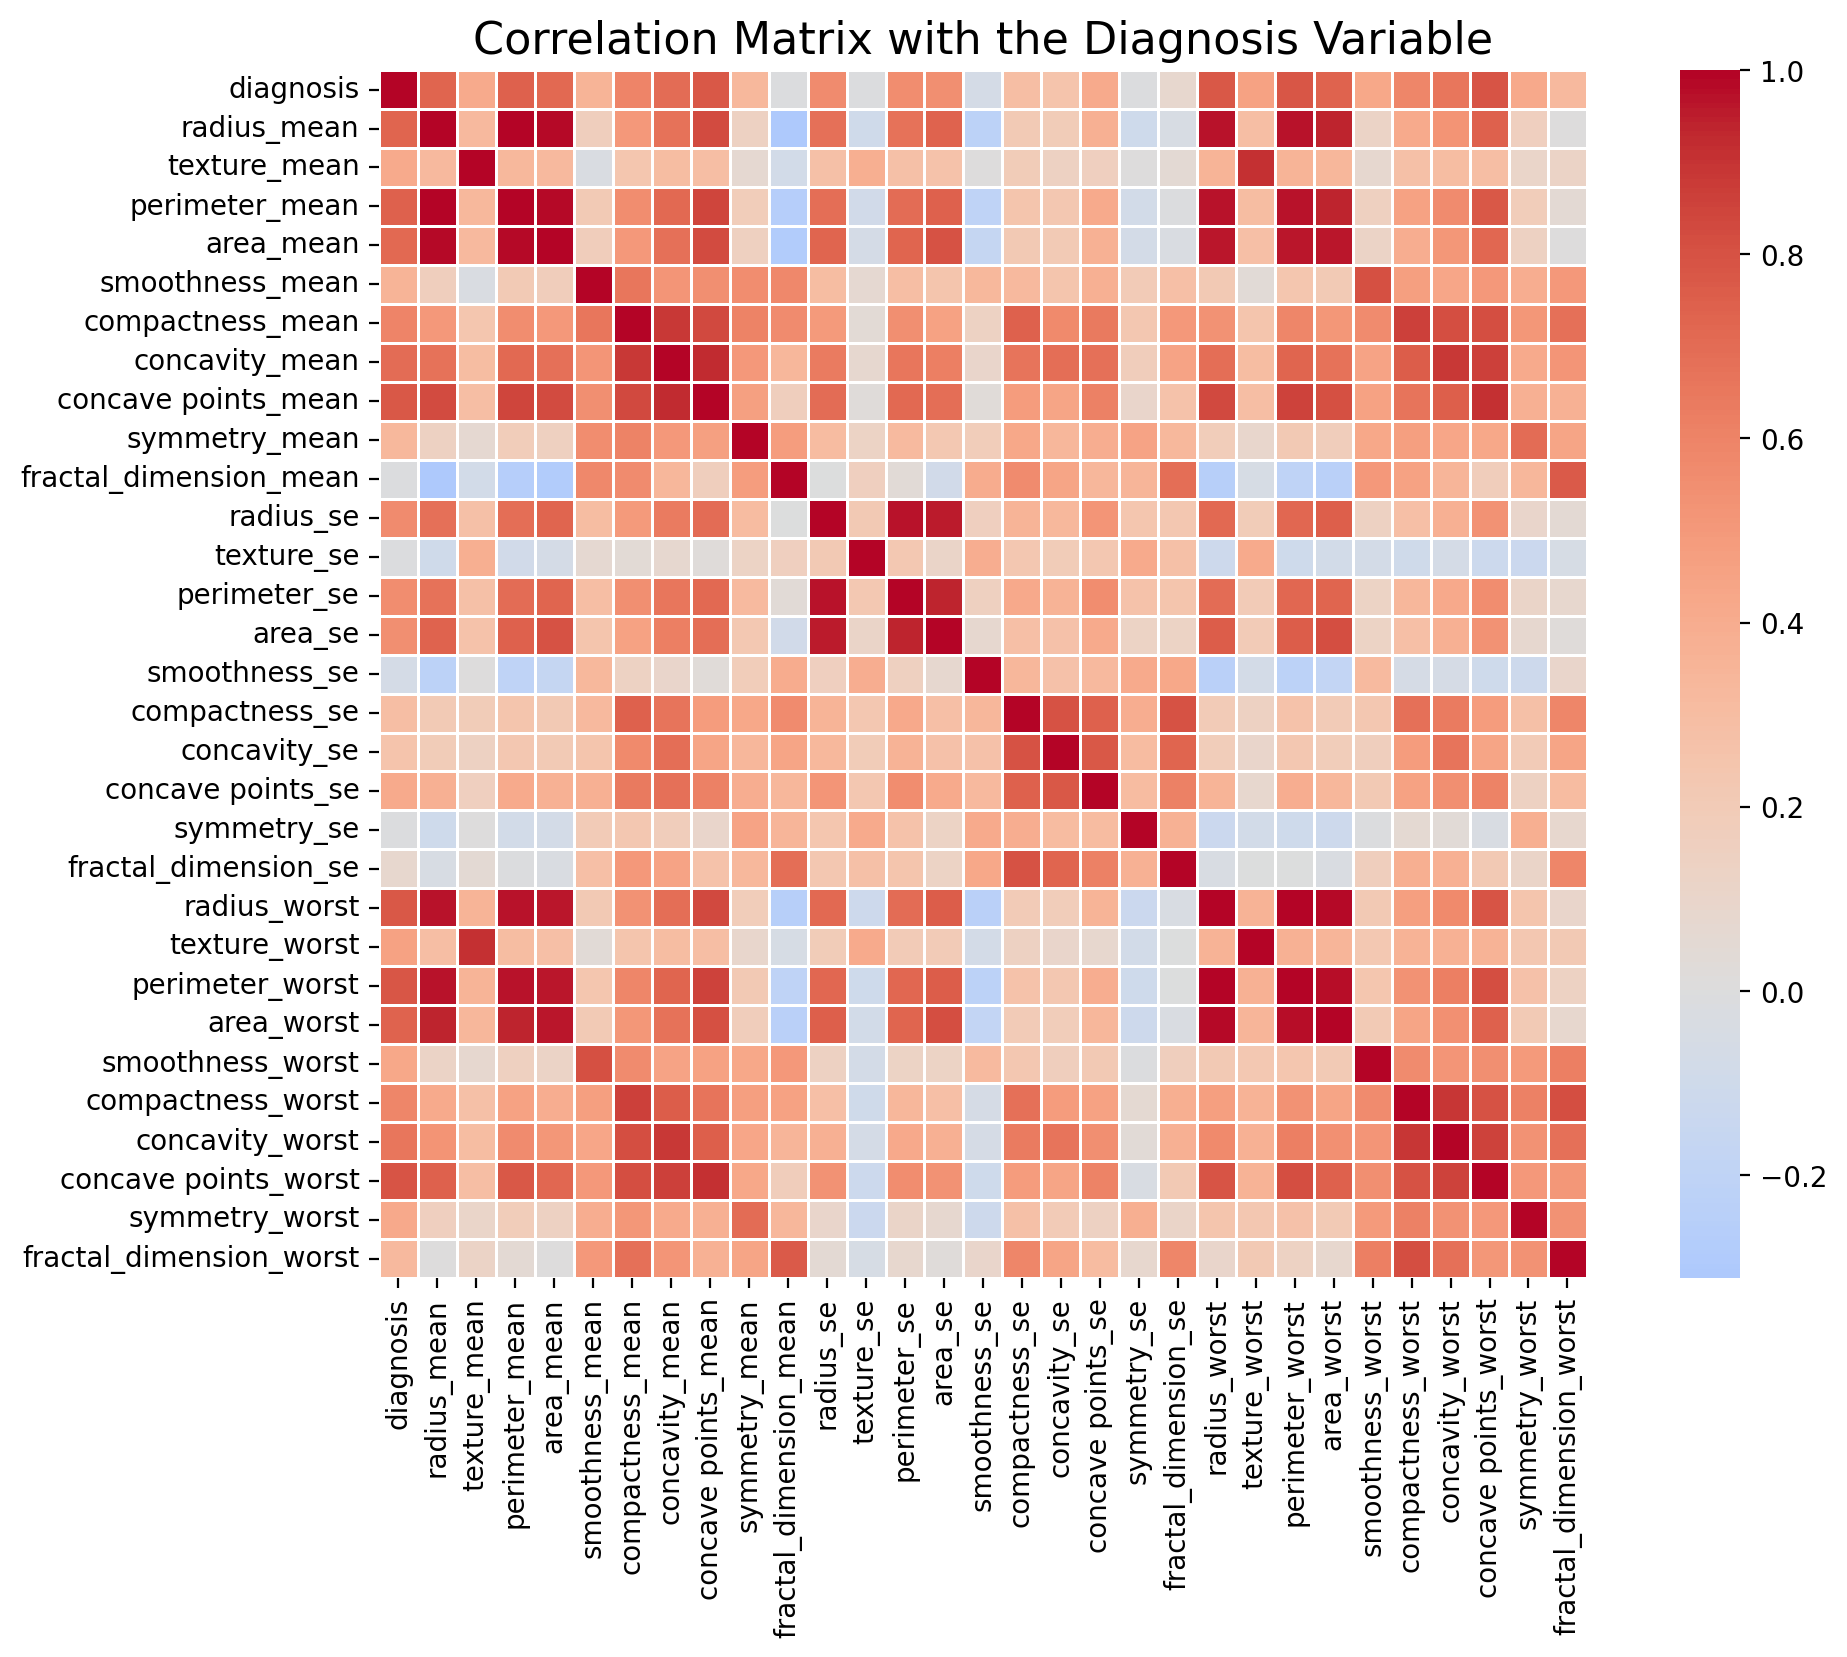 Correlation Matrix with the Diagnosis Variable
diagnosis
radius_mean
texture_mean
perimeter_mean
area_mean
smoothness_mean
compactness_mean
concavity_mean
concave points_mean
symmetry_mean
fractal_dimension_mean
radius_se
texture_se
perimeter_se
area_se
smoothness_se
compactness_se
concavity_se
concave points_se
symmetry_se
fractal_dimension_se
radius_worst
texture_worst
perimeter_worst
area_worst
smoothness_worst
compactness_worst
concavity_worst
concave points_worst
symmetry_worst
fractal_dimension_worst
diagnosis
radius_mean
texture_mean
perimeter_mean
area_mean
smoothness_mean
compactness_mean
concavity_mean
concave points_mean
symmetry_mean
fractal_dimension_mean
radius_se
texture_se
perimeter_se
area_se
smoothness_se
compactness_se
concavity_se
concave points_se
symmetry_se
fractal_dimension_se
radius_worst
texture_worst
perimeter_worst
area_worst
smoothness_worst
compactness_worst
concavity_worst
concave points_worst
symmetry_worst
fractal_dimension_worst
1.0
0.8
0.6
0.4
0.2
0.0
−0.2